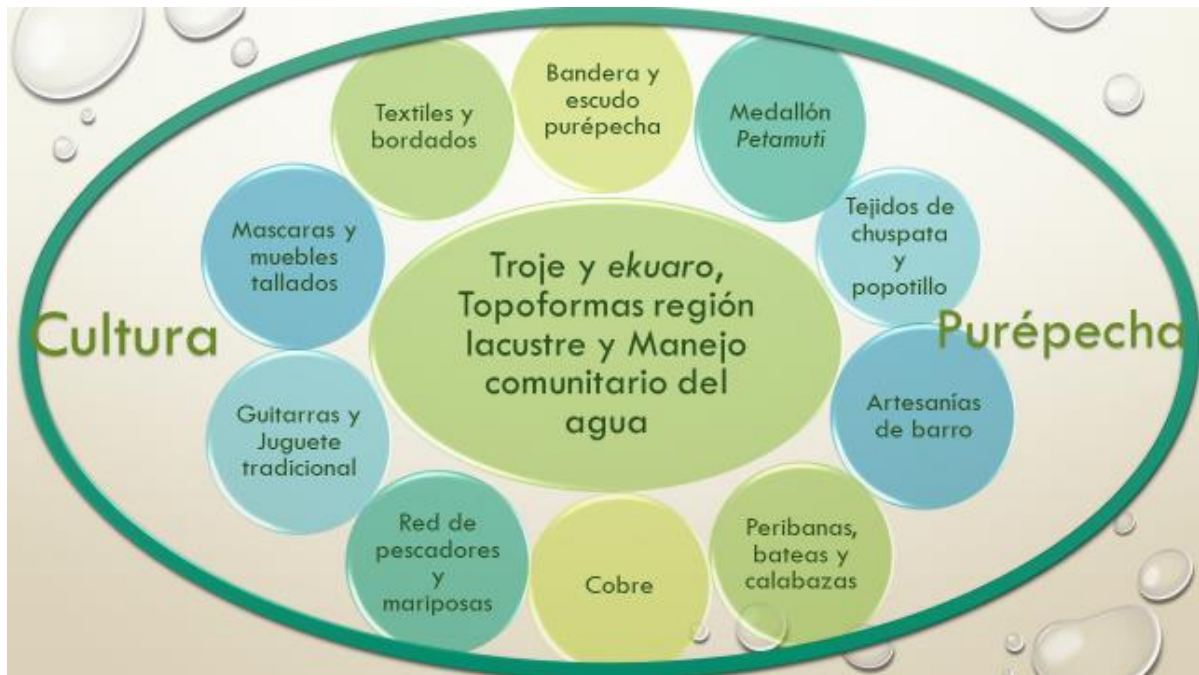 Bandera y
escudo
purépecha
Medallón
Petamuti
Tejidos de
chuspata
y
popotillo
Artesanías
de barro
Peribanas,
bateas y
calabazas
Cobre
Red de
pescadores
y
mariposas
Guitarras y
Juguete
tradicional
Mascaras y
muebles
tallados
Textiles y
bordados
Troje y ekuaro,
Topoformas región
lacustre y Manejo
comunitario del
agua
Cultura
Purépecha